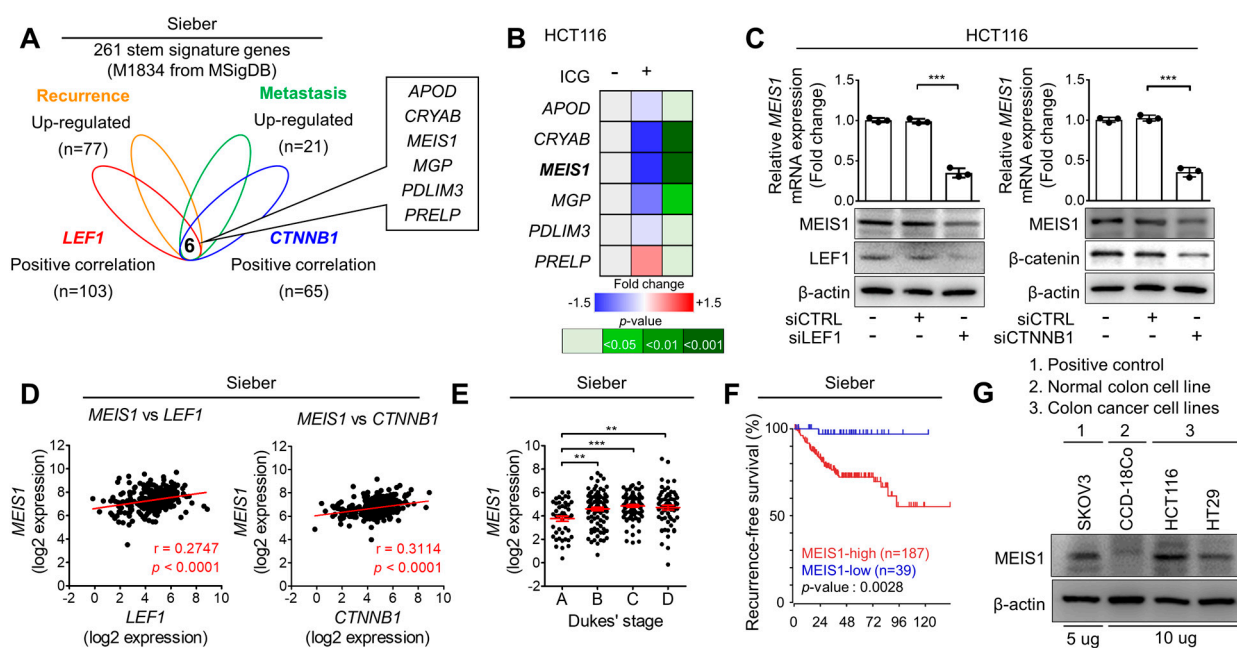 A
Sieber
261 stem signature genes
(M1834 from MSigDB)
Recurrence
Up-regulated
(n=77)
Metastasis
Up-regulated
(n=21)
LEF1
Positive correlation
(n=103)
6
CTNNB1
Positive correlation
(n=65)
APOD
CRYAB
MEIS1
MGP
PDLIM3
PRELP
B
HCT116
ICG - +
APOD
CRYAB
MEIS1
MGP
PDLIM3
PRELP
Fold change
-1.5 +1.5
p-value
<0.05 <0.01 <0.001
C
HCT116
Relative MEIS1
mRNA expression
(Fold change)
1.5
1.0
0.5
0.0
***
MEIS1
LEF1
β-actin
siCTRL - + -
siLEF1 - - +
Relative MEIS1
mRNA expression
(Fold change)
1.5
1.0
0.5
0.0
***
MEIS1
β-catenin
β-actin
siCTRL - + -
siCTNNB1 - - +
D
Sieber
MEIS1 vs LEF1
MEIS1
(log2 expression)
12
10
8
6
4
2
0
r = 0.2747
p < 0.0001
-2 0 2 4 6 8 10
LEF1
(log2 expression)
MEIS1 vs CTNNB1
MEIS1
(log2 expression)
12
10
8
6
4
2
0
r = 0.3114
p < 0.0001
-2 0 2 4 6 8 10
CTNNB1
(log2 expression)
E
Sieber
MEIS1
(log2 expression)
12
10
8
6
4
2
0
-2
**
***
**
A B C D
Dukes' stage
F
Sieber
Recurrence-free survival (%)
100
80
60
40
20
0
MEIS1-high (n=187)
MEIS1-low (n=39)
p-value : 0.0028
0 24 48 72 96 120
G
1. Positive control
2. Normal colon cell line
3. Colon cancer cell lines
1 2 3
SKOV3
CCD-18Co
HCT116
HT29
MEIS1
β-actin
5 ug 10 ug